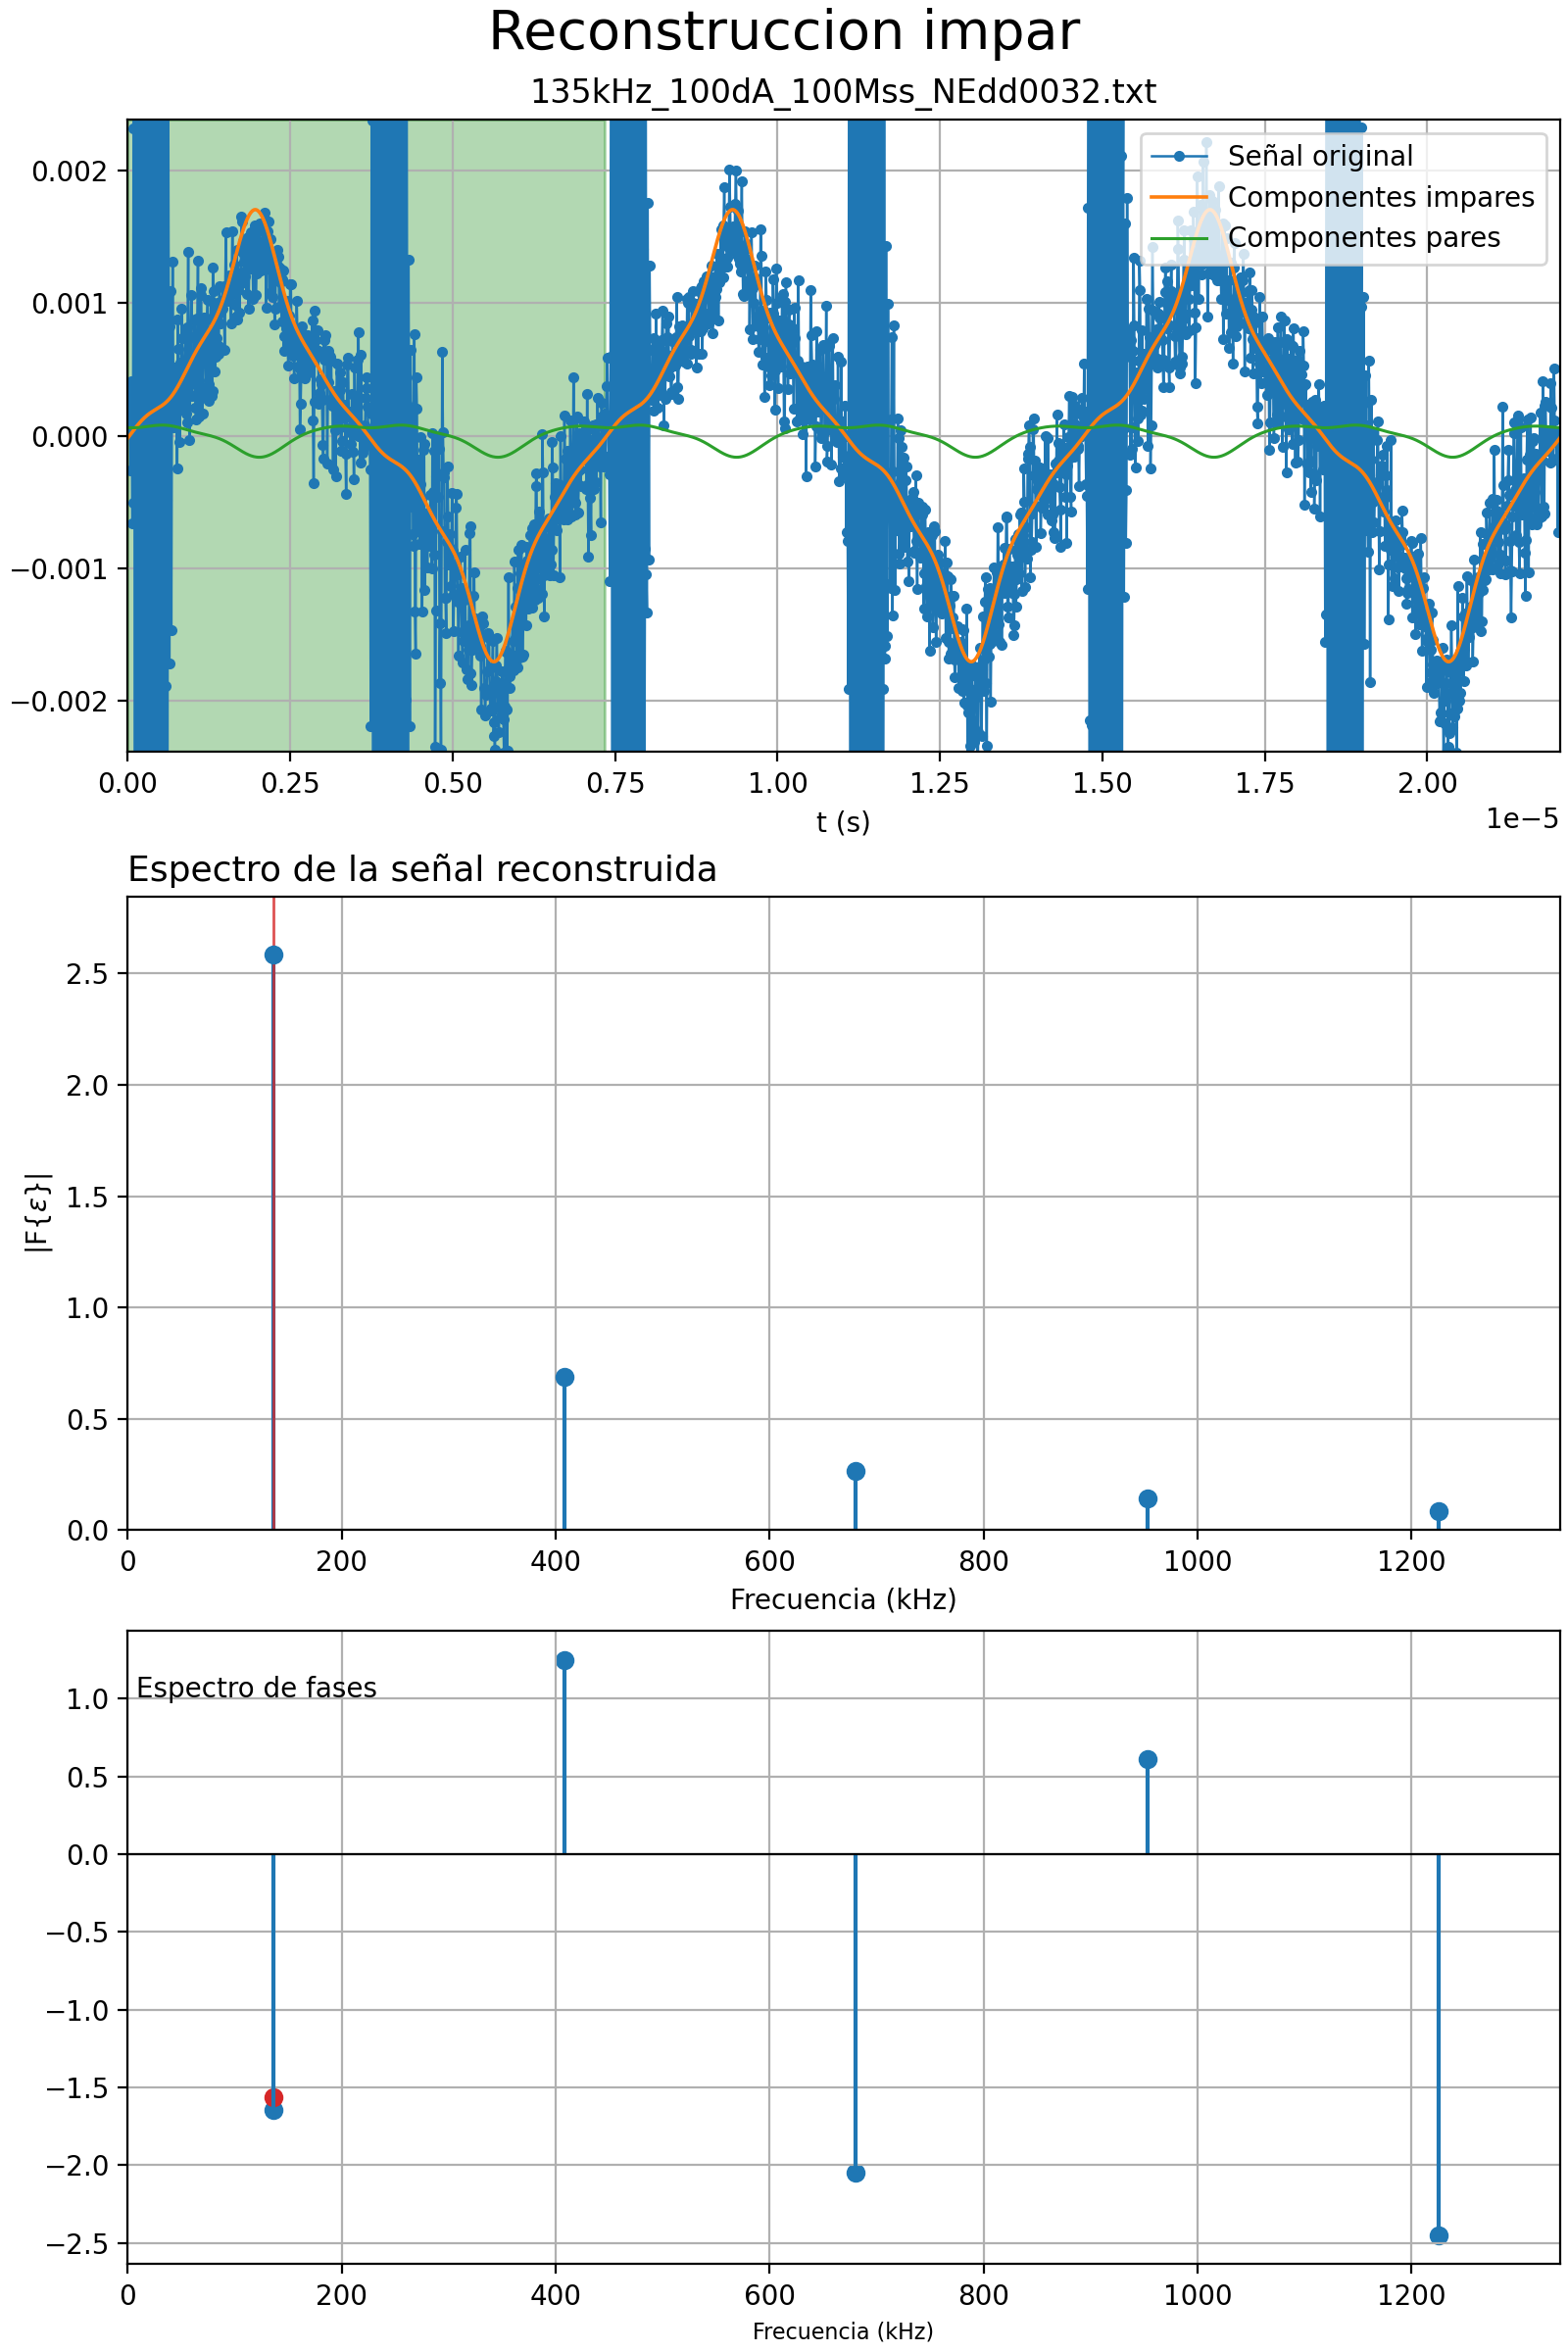 Reconstruccion impar
135kHz_100dA_100Mss_NEdd0032.txt
Señal original
Componentes impares
Componentes pares
0.002
0.001
0.000
−0.001
−0.002
0.00 0.25 0.50 0.75 1.00 1.25 1.50 1.75 2.00
1e−5
t (s)
Espectro de la señal reconstruida
|F{ε}|
2.5
2.0
1.5
1.0
0.5
0.0
0 200 400 600 800 1000 1200
Frecuencia (kHz)
Espectro de fases
1.0
0.5
0.0
−0.5
−1.0
−1.5
−2.0
−2.5
0 200 400 600 800 1000 1200
Frecuencia (kHz)